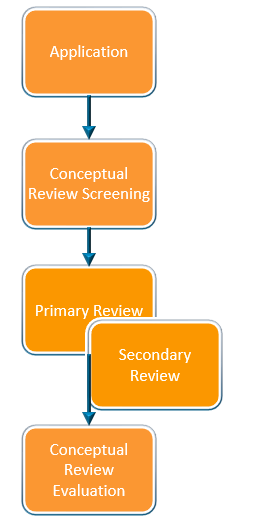 Application
Conceptual
Review Screening
Primary Review
Secondary
Review
Conceptual
Review
Evaluation